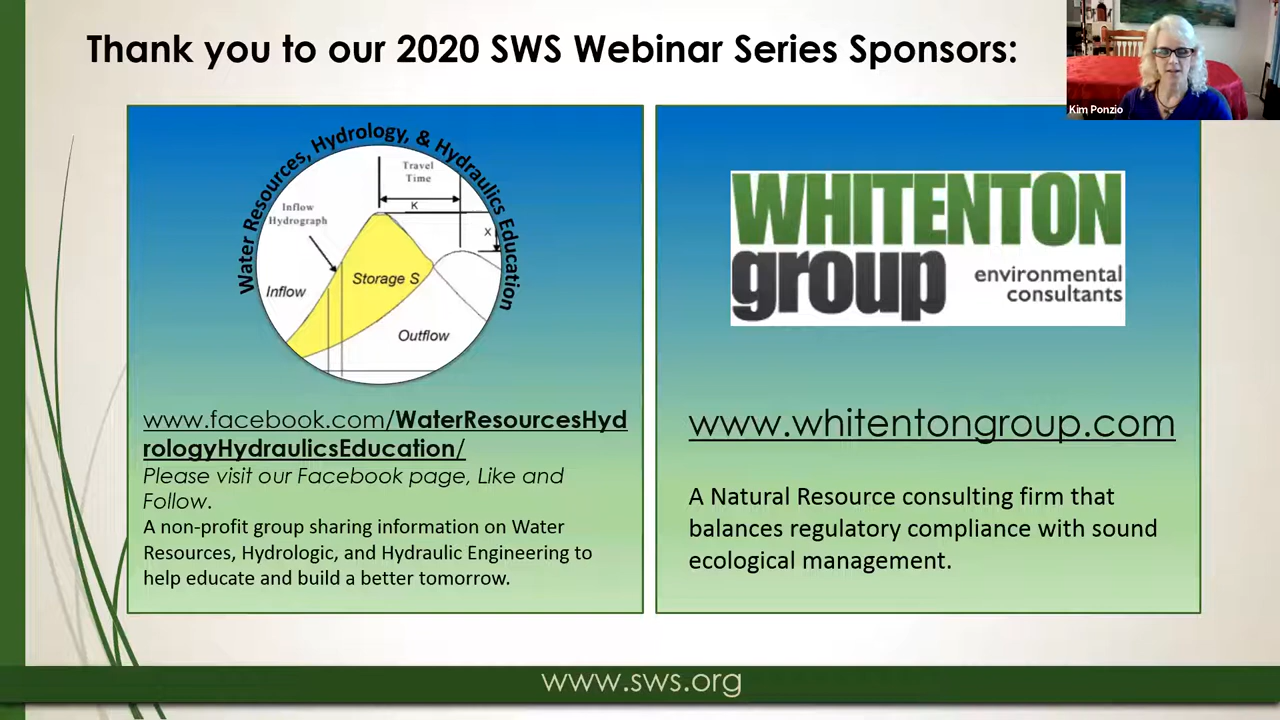 Thank you to our 2020 SWS Webinar Series Sponsors:
Kim Ponzio
Water Resources, Hydrology, & Hydraulics Education
Travel
Time
K
Inflow
Hydrograph
X
Storage S
Inflow
Outflow
www.facebook.com/WaterResourcesHyd
rologyHydraulicsEducation/
Please visit our Facebook page, Like and
Follow.
A non-profit group sharing information on Water
Resources, Hydrologic, and Hydraulic Engineering to
help educate and build a better tomorrow.
WHITENTON
group
environmental
consultants
www.whitentongroup.com
A Natural Resource consulting firm that
balances regulatory compliance with sound
ecological management.
www.sws.org